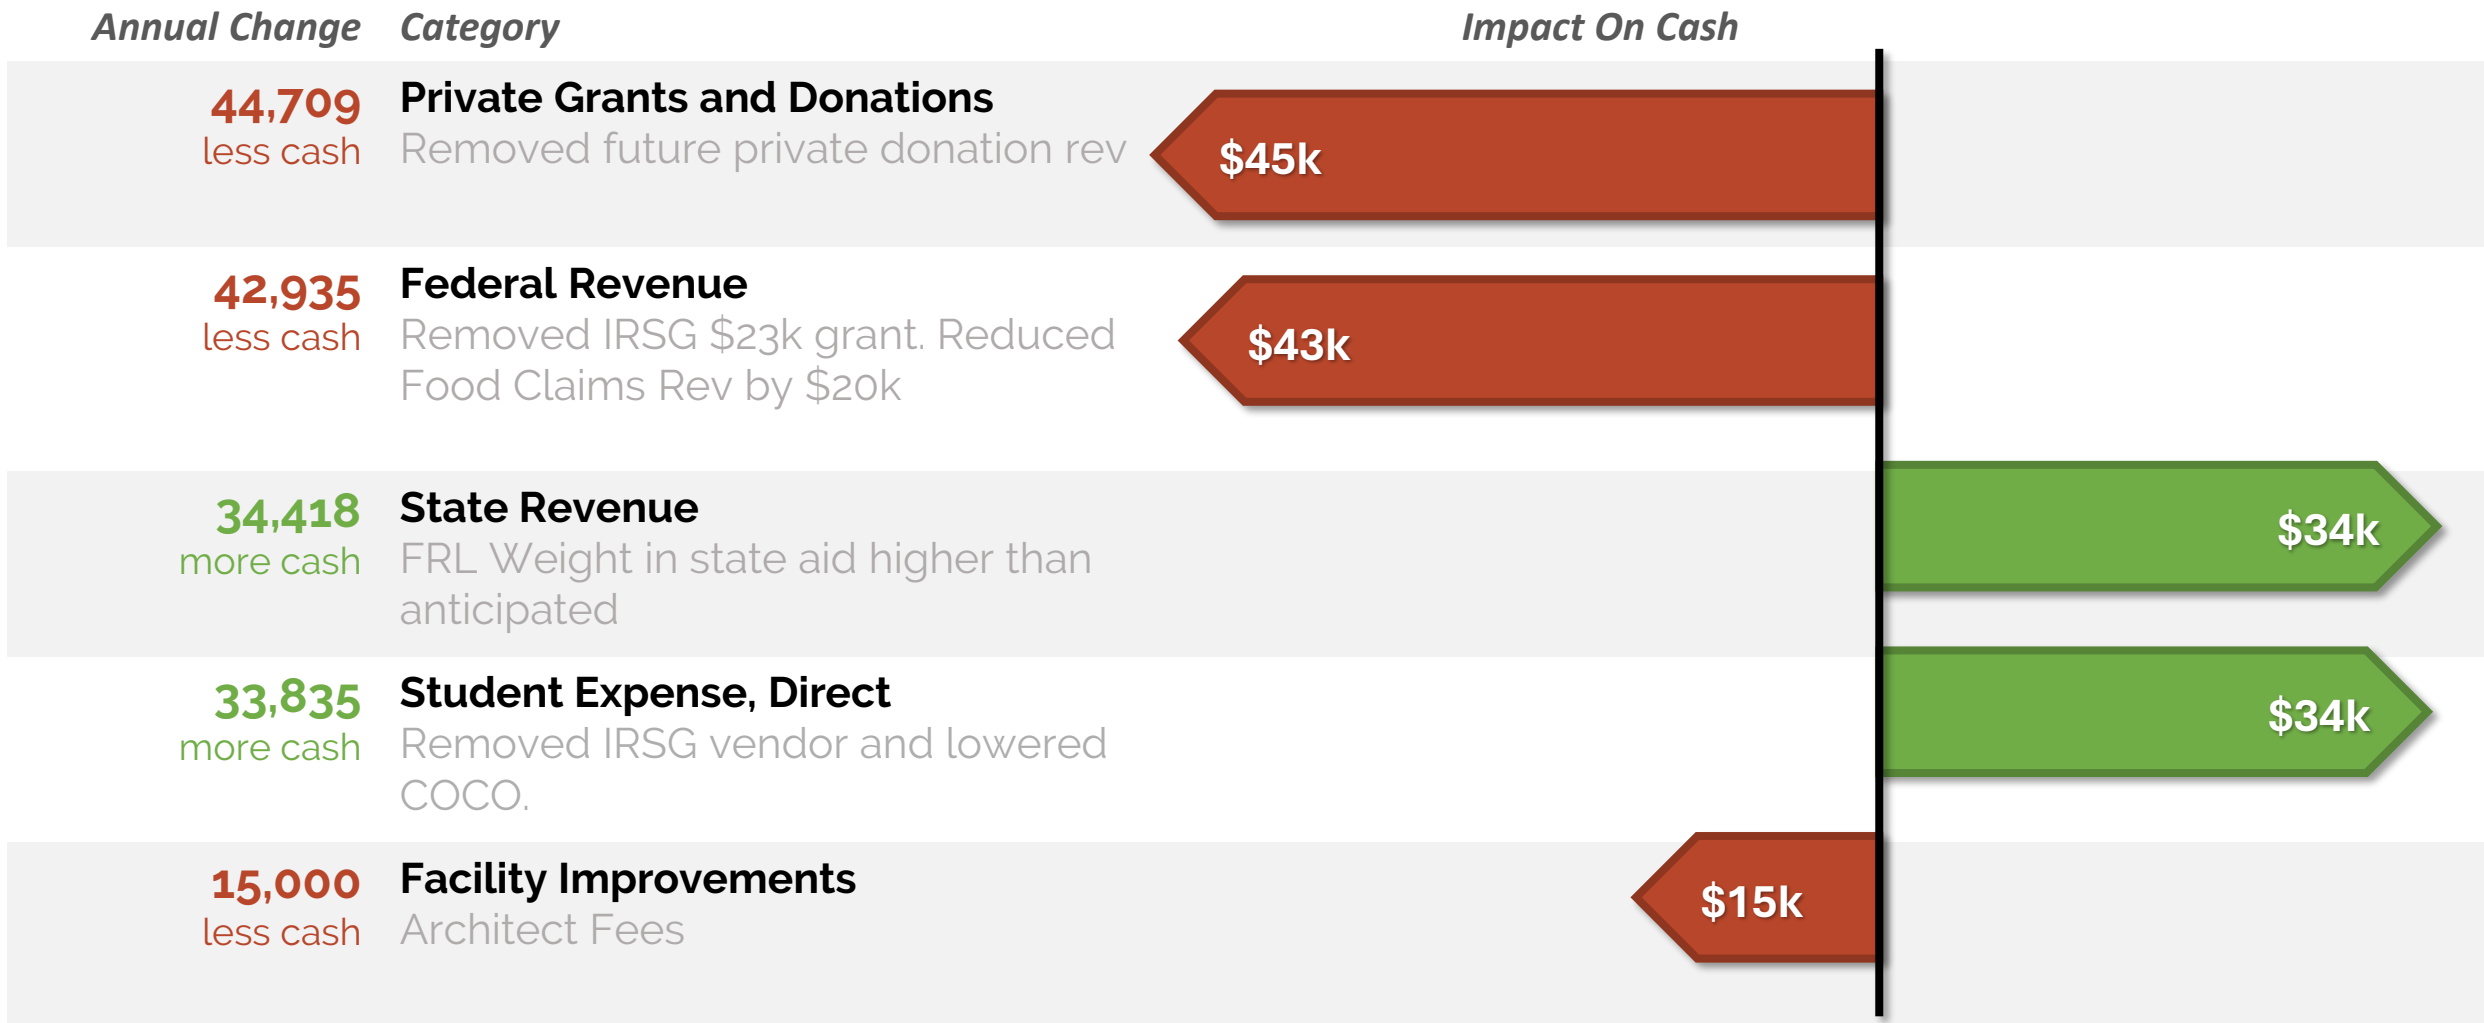 Annual Change Category Impact On Cash
44,709 Private Grants and Donations
less cash Removed future private donation rev
$45k
42,935 Federal Revenue
less cash Removed IRSG $23k grant. Reduced
Food Claims Rev by $20k
$43k
34,418 State Revenue
more cash FRL Weight in state aid higher than
anticipated
$34k
33,835 Student Expense, Direct
more cash Removed IRSG vendor and lowered
COCO.
$34k
15,000 Facility Improvements
less cash Architect Fees
$15k